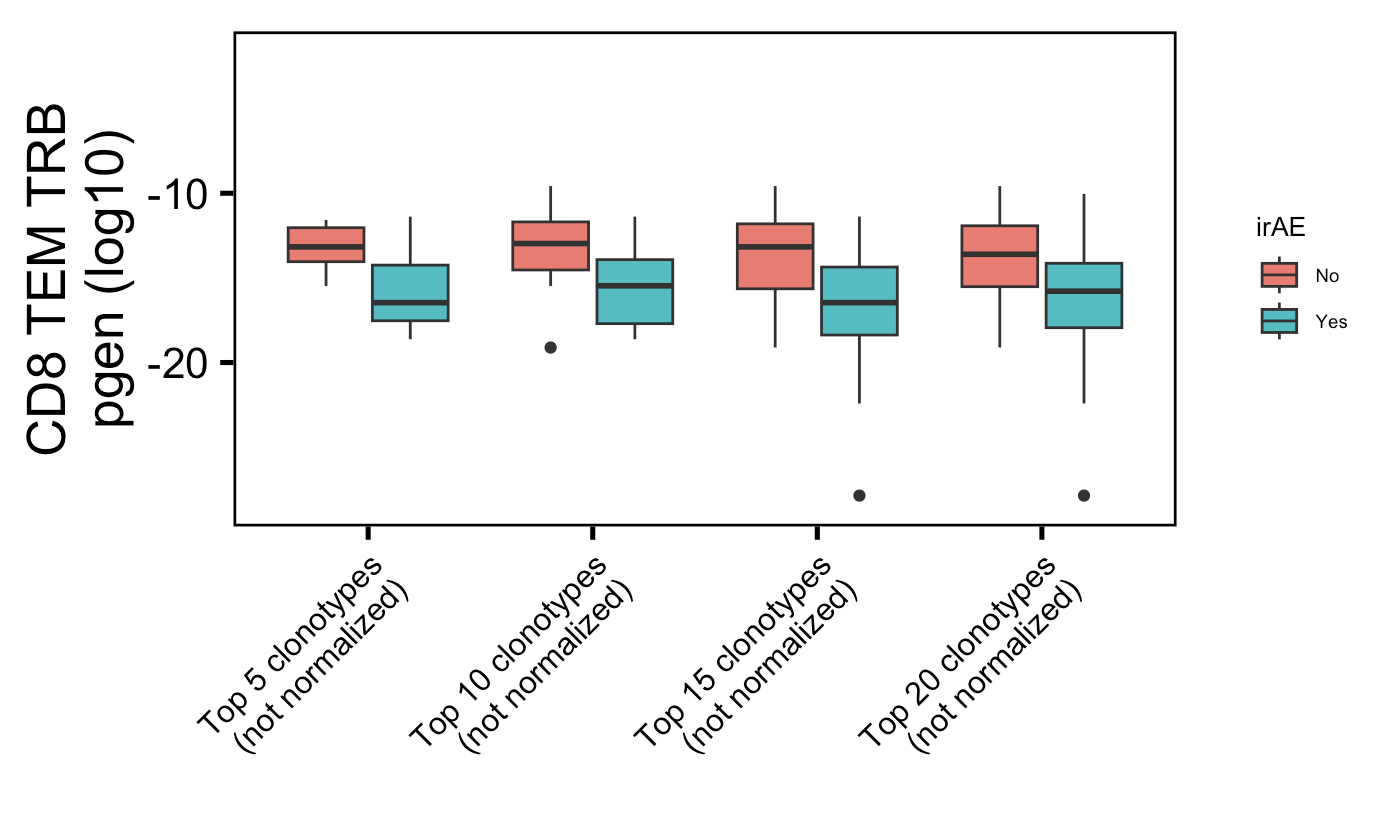 CD8 TEM TRB
pgen (log10)
-10
-20
Top 5 clonotypes
(not normalized)
Top 10 clonotypes
(not normalized)
Top 15 clonotypes
(not normalized)
Top 20 clonotypes
(not normalized)
irAE
No
Yes